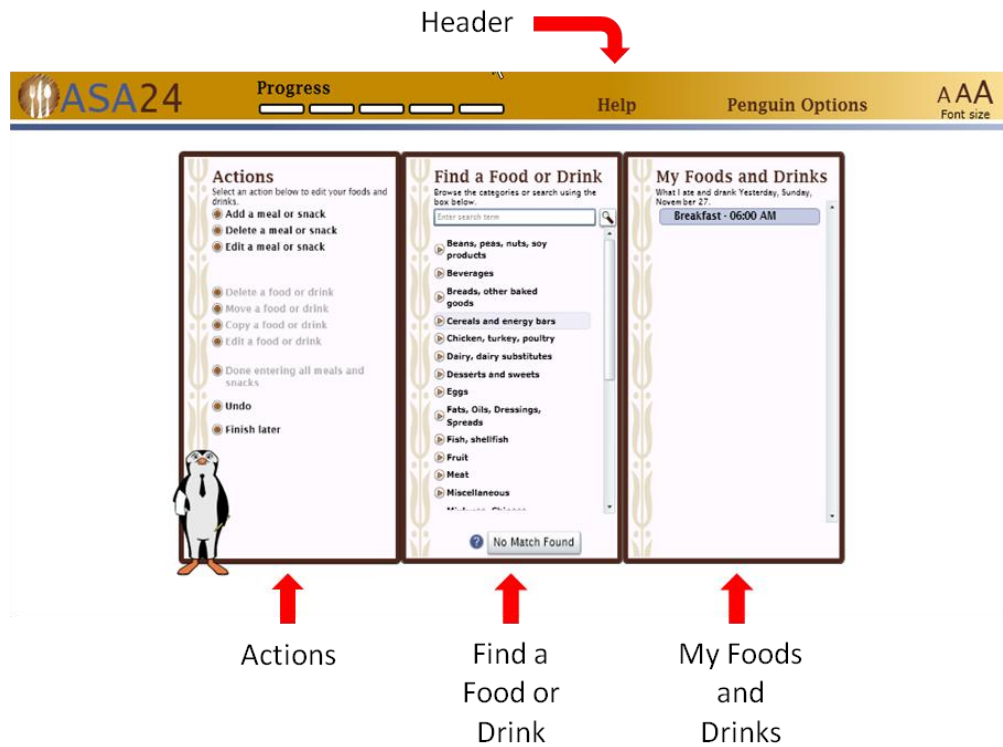 Header
ASA24
Progress
Help
Penguin Options
A AA
Font size
Actions
Select an action below to edit your foods and
drinks.
Add a meal or snack
Delete a meal or snack
Edit a meal or snack
Delete a food or drink
Move a food or drink
Copy a food or drink
Edit a food or drink
Done entering all meals and
snacks
Undo
Finish later
Find a Food or Drink
Browse the categories or search using the
box below.
Enter search term
Beans, peas, nuts, soy
products
Beverages
Breads, other baked
goods
Cereals and energy bars
Chicken, turkey, poultry
Dairy, dairy substitutes
Desserts and sweets
Eggs
Fats, Oils, Dressings,
Spreads
Fish, shellfish
Fruit
Meat
Miscellaneous
? No Match Found
My Foods and Drinks
What I ate and drank Yesterday, Sunday,
November 27.
Breakfast - 06:00 AM
Actions
Find a
Food or
Drink
My Foods
and
Drinks